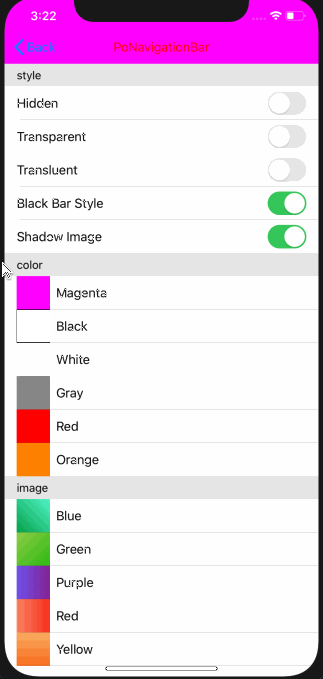 3:22
Back
PoNavigationBar
style
Hidden
Transparent
Transluent
Black Bar Style
Shadow Image
color
Magenta
Black
White
Gray
Red
Orange
image
Blue
Green
Purple
Red
Yellow